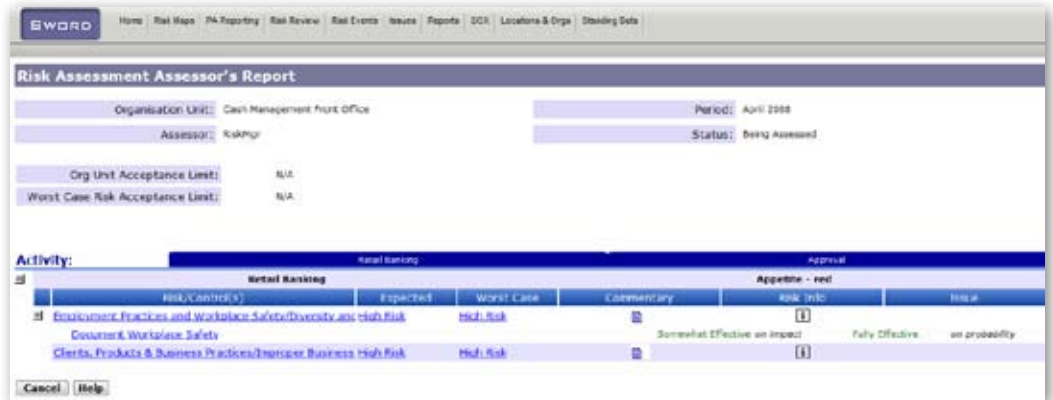 SWORD
Home Risk Maps PA Reporting Risk Review Risk Events Issues Reports Locations & Orgs Standing Data
Risk Assessment Assessor's Report
Organisation Unit: Cash Management Front Office Period: April 2008
Assessor: RiskMgr Status: Being Assessed
Org Unit Acceptance Limit: N/A
Worst Case Risk Acceptance Limit: N/A
Activity: Retail Banking Approval
Retail Banking Appetite - red
Risk/Control(s) Expected Worst Case Commentary Risk Info Issue
Employment Practices and Workplace Safety/Diversity and High Risk High Risk
Document Workplace Safety Somewhat Effective on impact Fully Effective on probability
Clients, Products & Business Practices/Improper Business High Risk High Risk
Cancel Help